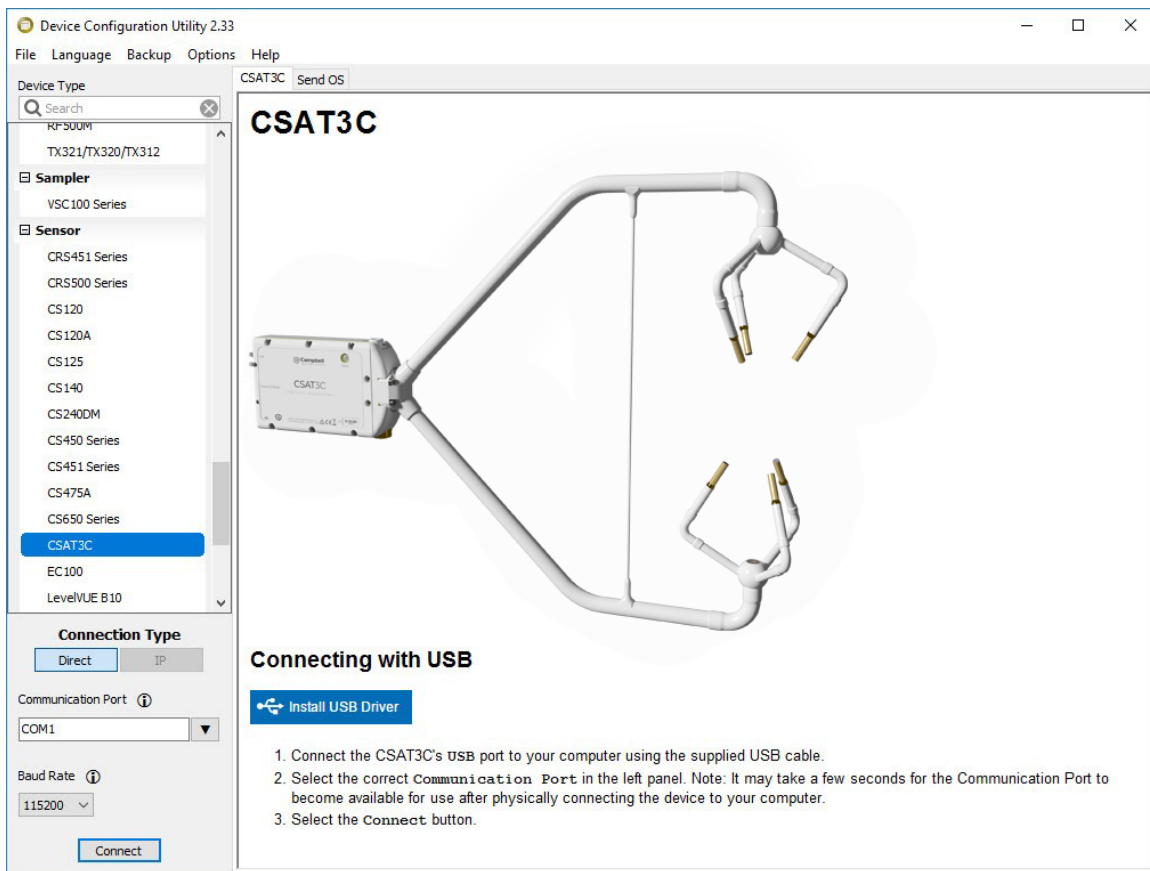 Device Configuration Utility 2.33
File Language Backup Options Help
Device Type
Search
RF500M
TX321/TX320/TX312
Sampler
VSC100 Series
Sensor
CRS451 Series
CRS500 Series
CS120
CS120A
CS125
CS140
CS240DM
CS450 Series
CS451 Series
CS475A
CS650 Series
CSAT3C
EC100
LevelVUE B10
Connection Type
Direct IP
Communication Port
COM1
Baud Rate
115200
Connect
CSAT3C Send OS
CSAT3C
Campbell
CSAT3C
Connecting with USB
Install USB Driver
1. Connect the CSAT3C's USB port to your computer using the supplied USB cable.
2. Select the correct Communication Port in the left panel. Note: It may take a few seconds for the Communication Port to
become available for use after physically connecting the device to your computer.
3. Select the Connect button.